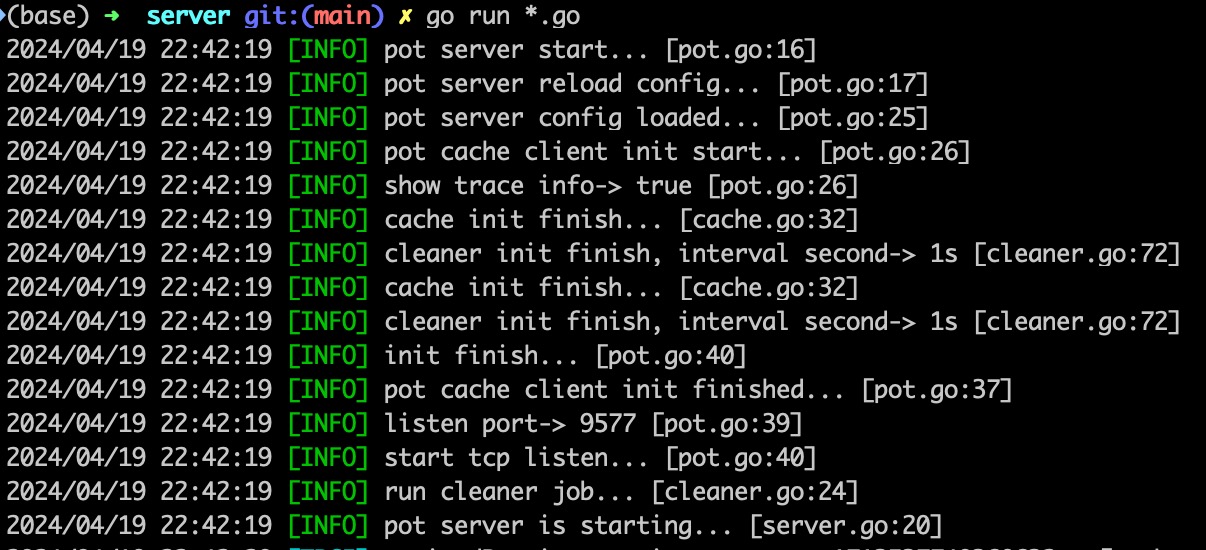 (base) ➜  server git:(main) ✗ go run *.go
2024/04/19 22:42:19 [INFO] pot server start... [pot.go:16]
2024/04/19 22:42:19 [INFO] pot server reload config... [pot.go:17]
2024/04/19 22:42:19 [INFO] pot server config loaded... [pot.go:25]
2024/04/19 22:42:19 [INFO] pot cache client init start... [pot.go:26]
2024/04/19 22:42:19 [INFO] show trace info-> true [pot.go:26]
2024/04/19 22:42:19 [INFO] cache init finish... [cache.go:32]
2024/04/19 22:42:19 [INFO] cleaner init finish, interval second-> 1s [cleaner.go:72]
2024/04/19 22:42:19 [INFO] cache init finish... [cache.go:32]
2024/04/19 22:42:19 [INFO] cleaner init finish, interval second-> 1s [cleaner.go:72]
2024/04/19 22:42:19 [INFO] init finish... [pot.go:40]
2024/04/19 22:42:19 [INFO] pot cache client init finished... [pot.go:37]
2024/04/19 22:42:19 [INFO] listen port-> 9577 [pot.go:39]
2024/04/19 22:42:19 [INFO] start tcp listen... [pot.go:40]
2024/04/19 22:42:19 [INFO] run cleaner job... [cleaner.go:24]
2024/04/19 22:42:19 [INFO] pot server is starting... [server.go:20]